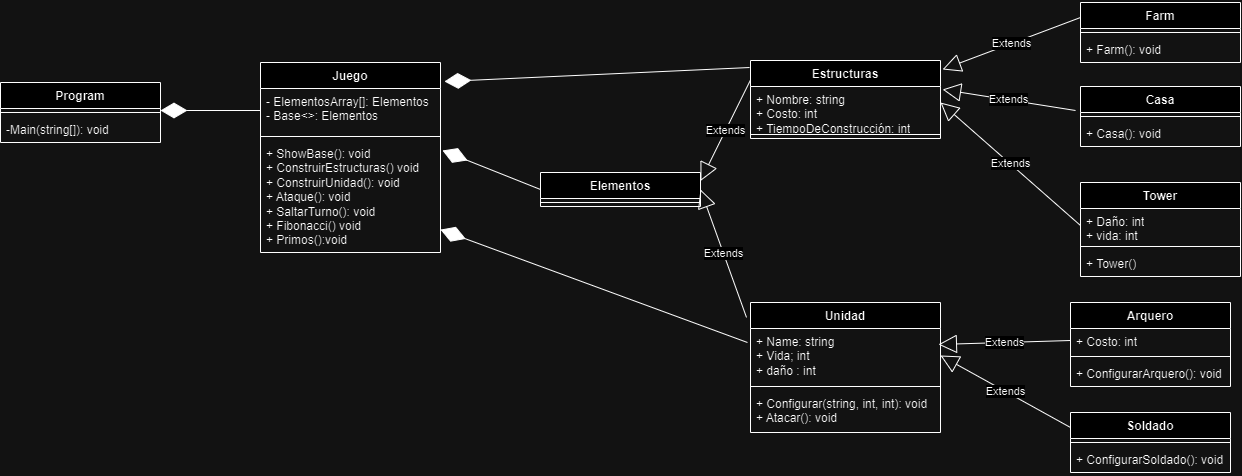 Program
-Main(string[]): void
Juego
- ElementosArray[]: Elementos
- Base<>: Elementos
+ ShowBase(): void
+ ConstruirEstructuras() void
+ ConstruirUnidad(): void
+ Ataque(): void
+ SaltarTurno(): void
+ Fibonacci() void
+ Primos():void
Elementos
Extends
Extends
Estructuras
+ Nombre: string
+ Costo: int
+ TiempoDeConstrucción: int
Unidad
+ Name: string
+ Vida; int
+ daño : int
+ Configurar(string, int, int): void
+ Atacar(): void
Extends
Extends
Extends
Extends
Extends
Farm
+ Farm(): void
Casa
+ Casa(): void
Tower
+ Daño: int
+ vida: int
+ Tower()
Arquero
+ Costo: int
+ ConfigurarArquero(): void
Soldado
+ ConfigurarSoldado(): void